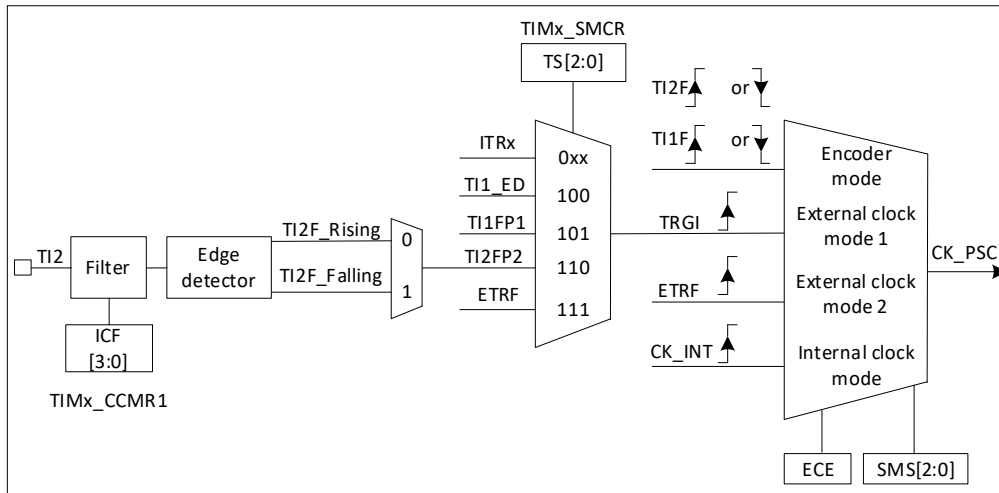 TIMx_SMCR
TS[2:0]
TI2F or
TI1F or
ITRx
0xx
Encoder
mode
TI1_ED
100
TRGI
External clock
mode 1
TI1FP1
101
TI2F_Rising
0
TI2
Filter
Edge
detector
TI2FP2
110
CK_PSC
TI2F_Falling
1
ETRF
External clock
mode 2
ETRF
111
ICF
[3:0]
CK_INT
Internal clock
mode
TIMx_CCMR1
ECE
SMS[2:0]